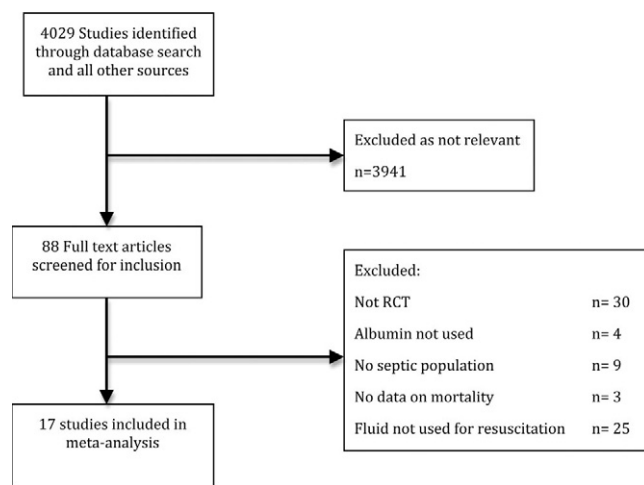 4029 Studies identified
through database search
and all other sources
Excluded as not relevant
n=3941
88 Full text articles
screened for inclusion
Excluded:
Not RCT n= 30
Albumin not used n= 4
No septic population n= 9
No data on mortality n= 3
Fluid not used for resuscitation n= 25
17 studies included in
meta-analysis